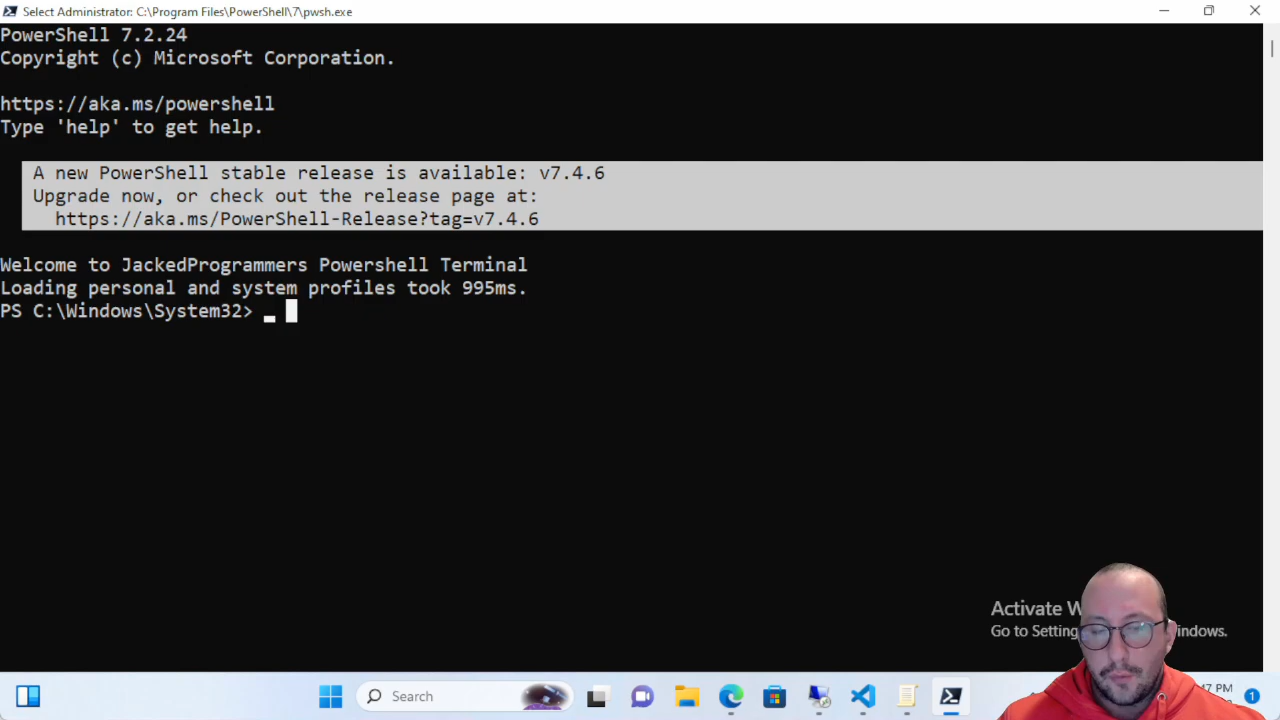 Select Administrator: C:\Program Files\PowerShell\7\pwsh.exe
PowerShell 7.2.24
Copyright (c) Microsoft Corporation.
https://aka.ms/powershell
Type 'help' to get help.
A new PowerShell stable release is available: v7.4.6
Upgrade now, or check out the release page at:
https://aka.ms/PowerShell-Release?tag=v7.4.6
Welcome to JackedProgrammers Powershell Terminal
Loading personal and system profiles took 995ms.
PS C:\Windows\System32> _
Activate W
Go to Setting indows.
Search
47 PM
1